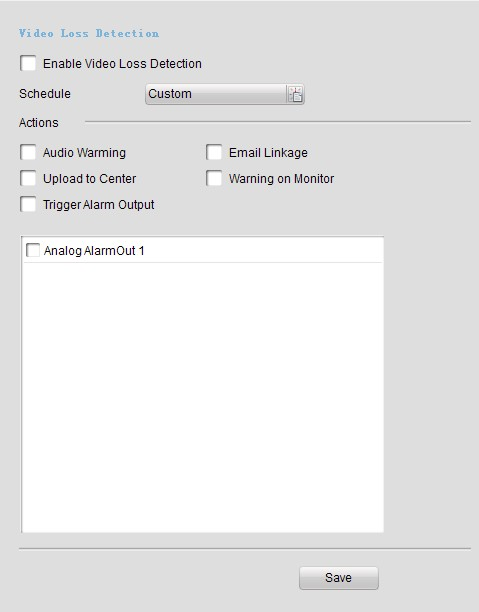 Video Loss Detection
Enable Video Loss Detection
Schedule Custom
Actions
Audio Warming Email Linkage
Upload to Center Warning on Monitor
Trigger Alarm Output
Analog AlarmOut 1
Save